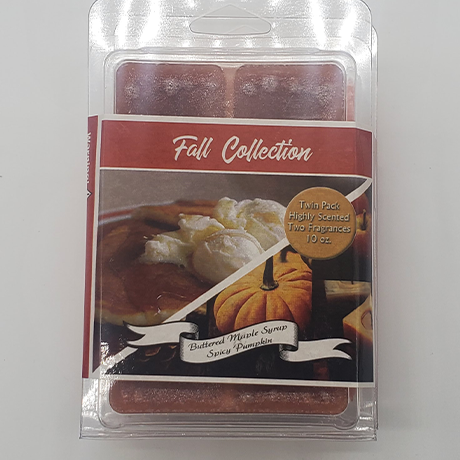 Fall Collection
Twin Pack
Highly Scented
Two Fragrances
10 oz.
Buttered Maple Syrup
Spicy Pumpkin